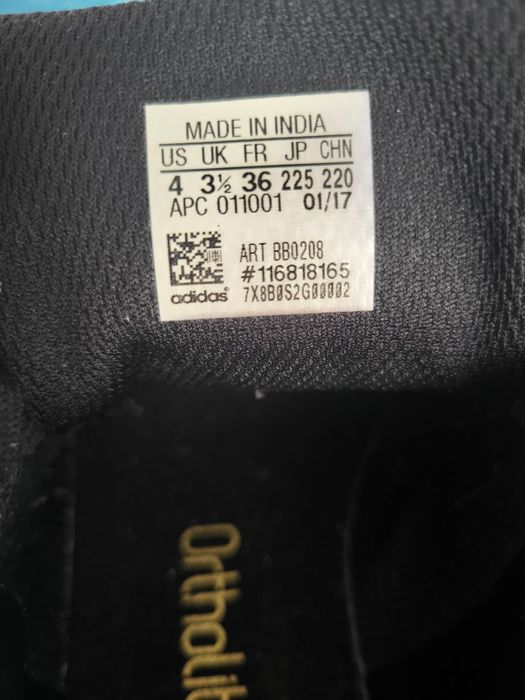 MADE IN INDIA
US UK FR JP CHN
4 3½ 36 225 220
APC 011001 01/17
ART BB0208
#116818165
adidas® 7X8B0S2G00002
OrthoLit